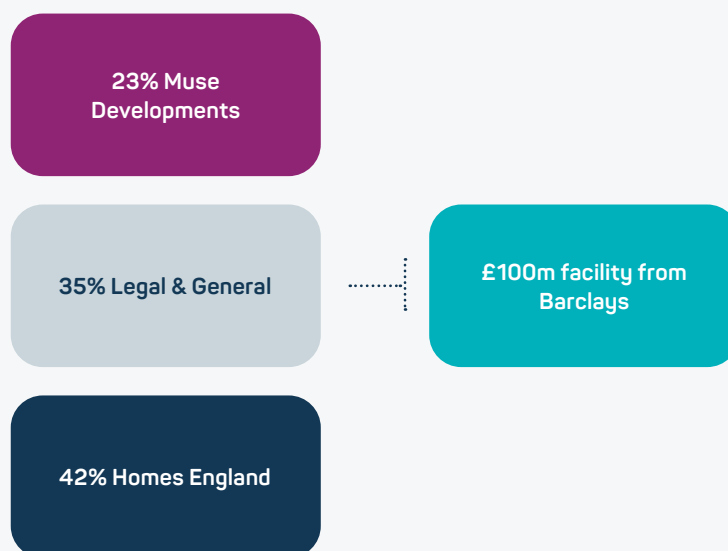 23% Muse
Developments
35% Legal & General
£100m facility from
Barclays
42% Homes England